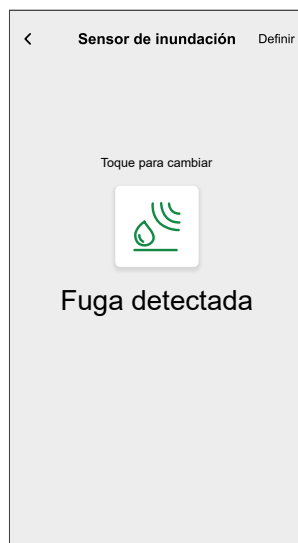 Sensor de inundación
Definir
Toque para cambiar
Fuga detectada